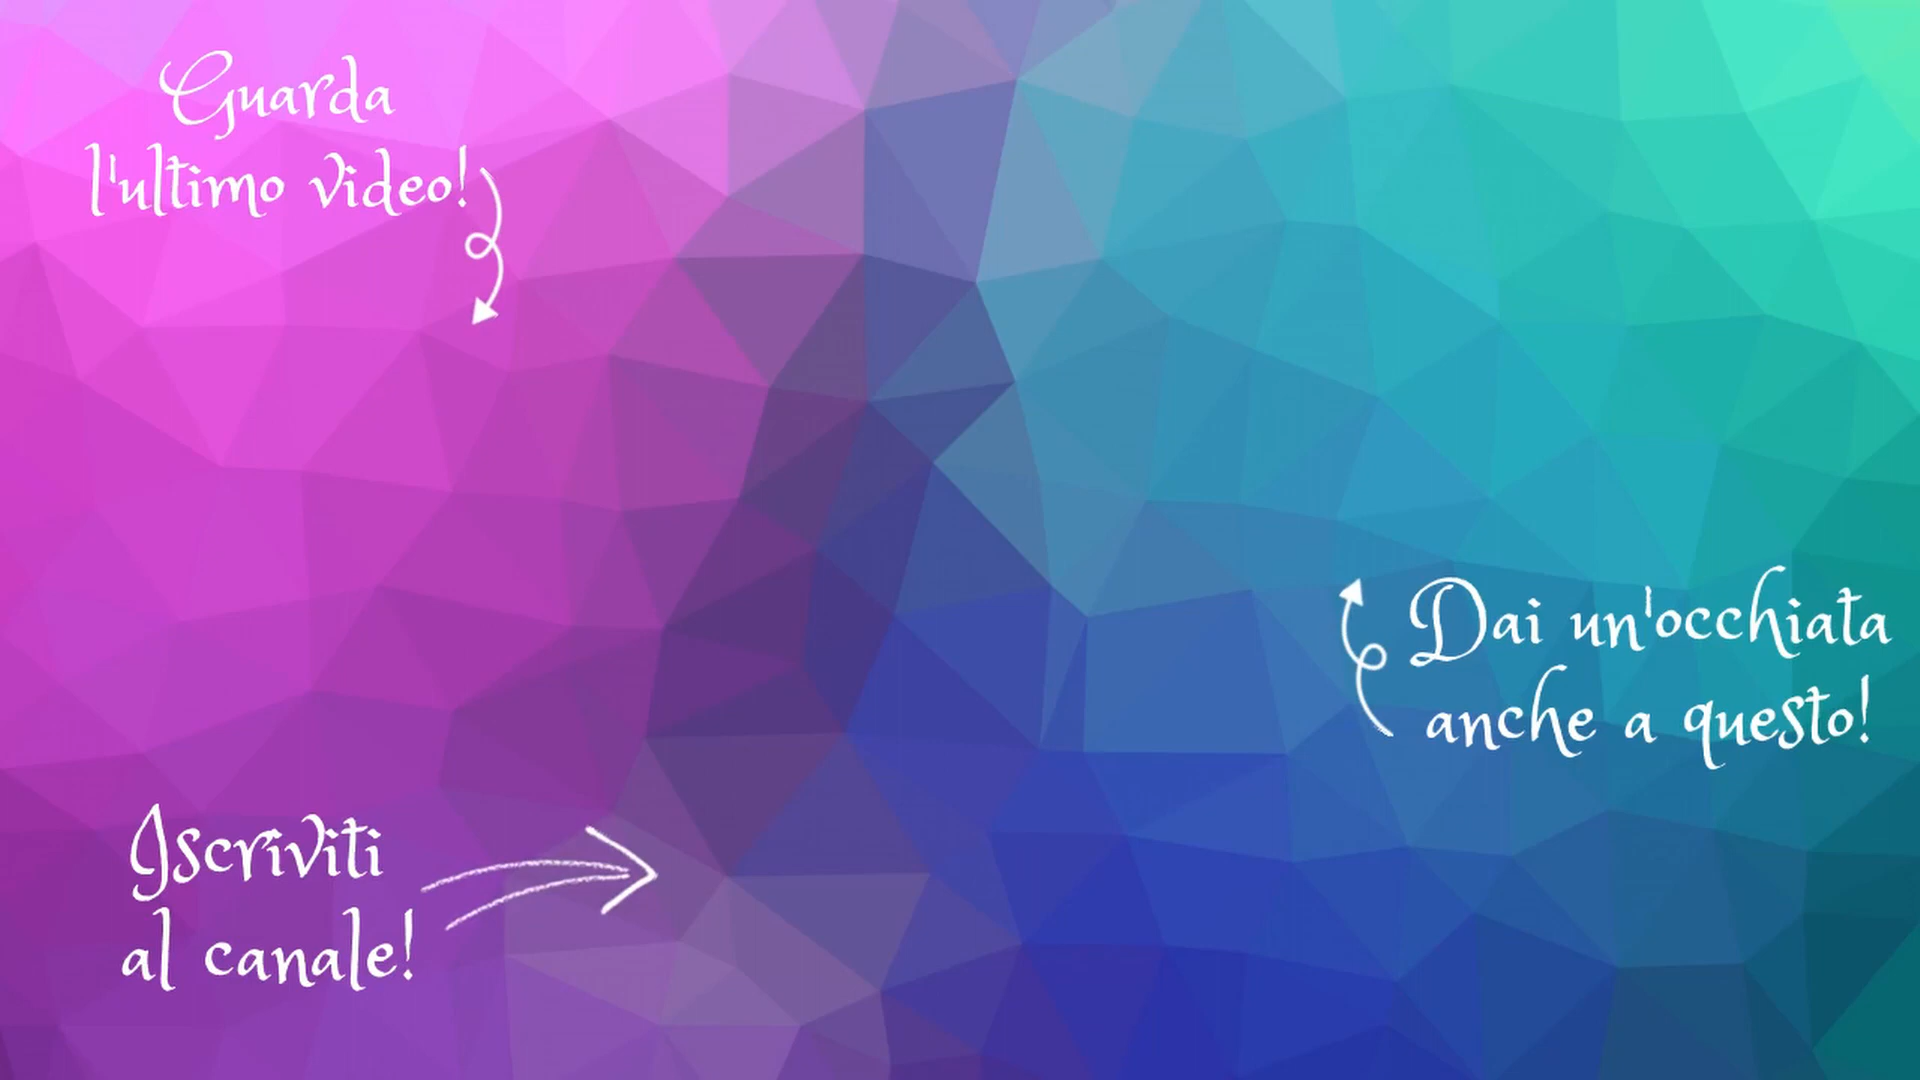 Guarda
l'ultimo video!
Dai un'occhiata
anche a questo!
Iscriviti
al canale!